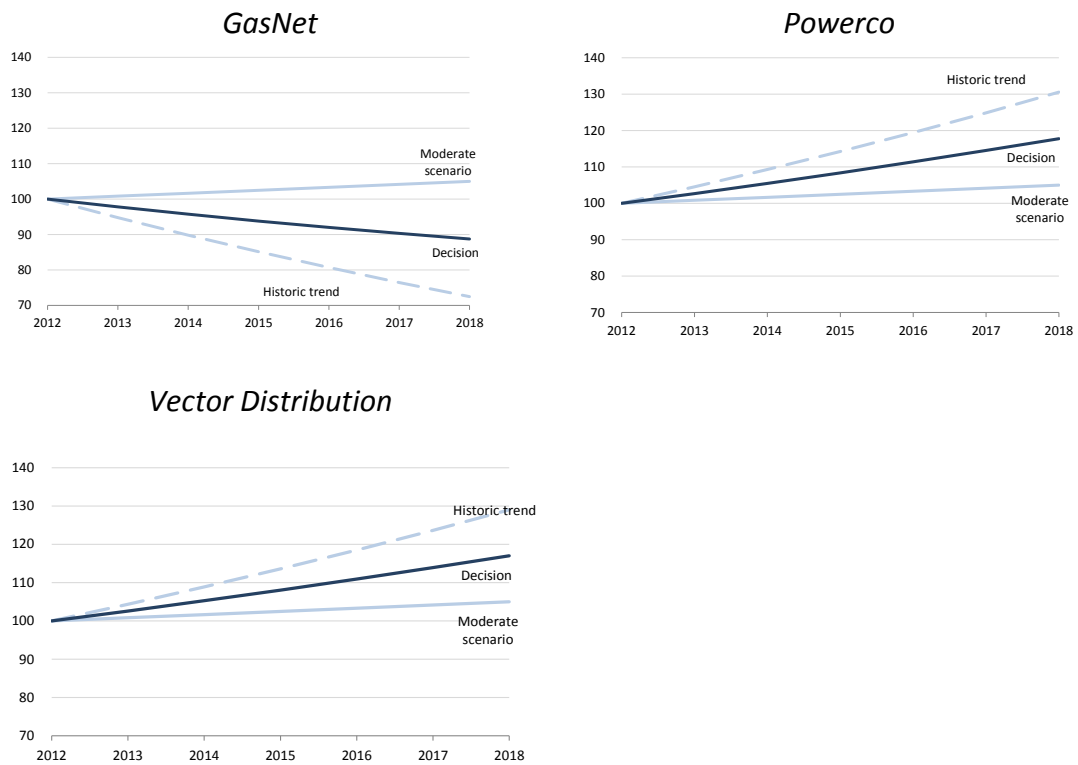 GasNet
140
130
120
110
100
90
80
70
Moderate
scenario
Decision
Historic trend
2012 2013 2014 2015 2016 2017 2018
Powerco
140
130
120
110
100
90
80
70
Historic trend
Decision
Moderate
scenario
2012 2013 2014 2015 2016 2017 2018
Vector Distribution
140
130
120
110
100
90
80
70
Historic trend
Decision
Moderate
scenario
2012 2013 2014 2015 2016 2017 2018